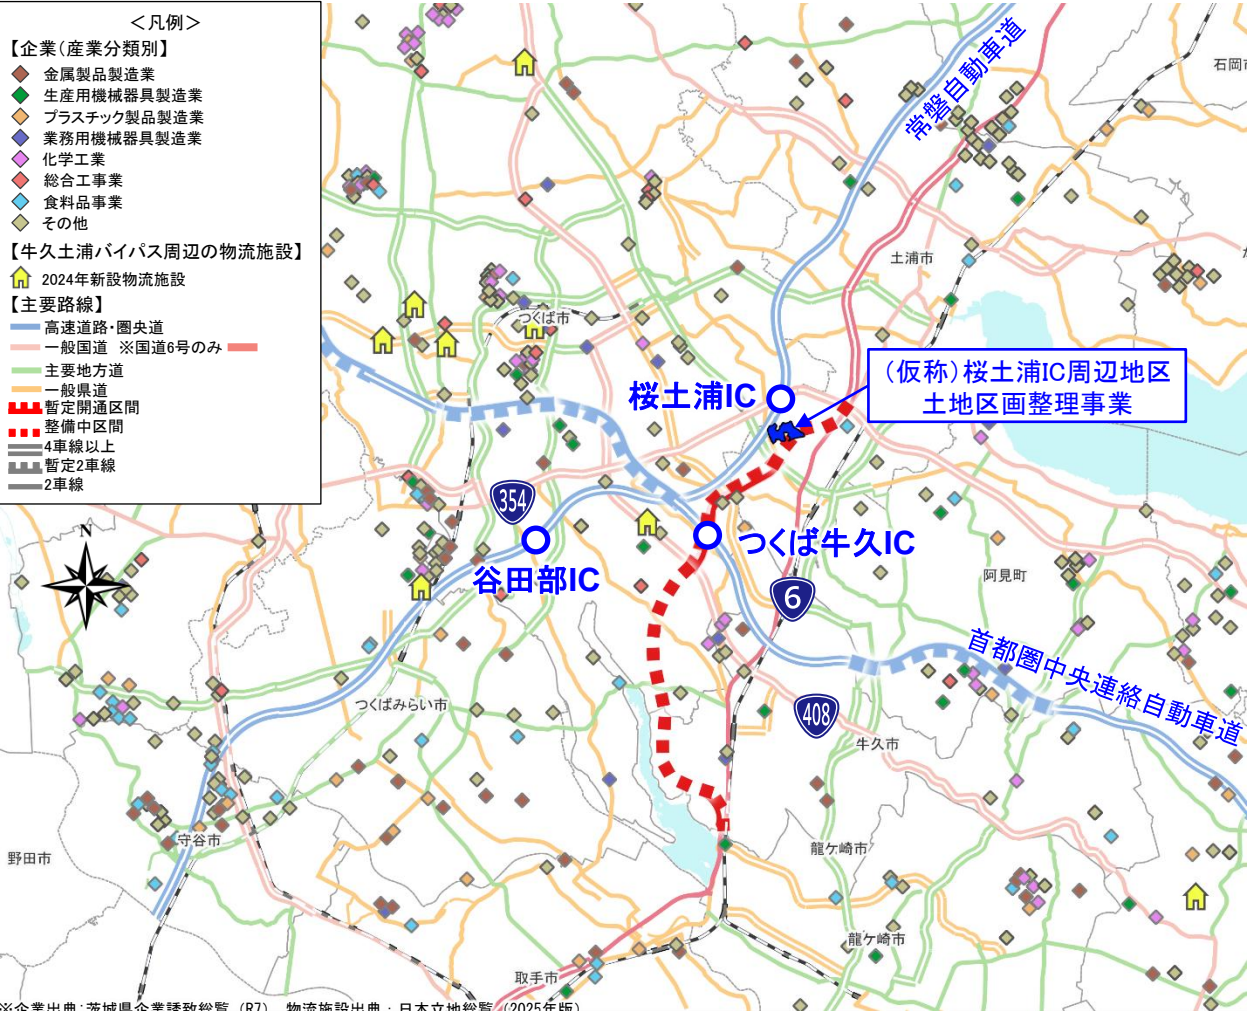 ＜凡例＞
【企業（産業分類別】
金属製品製造業
生産用機械器具製造業
プラスチック製品製造業
業務用機械器具製造業
化学工業
総合工事業
食料品事業
その他
【牛久土浦バイパス周辺の物流施設】
2024年新設物流施設
【主要路線】
高速道路・圏央道
一般国道 ※国道6号のみ
主要地方道
一般県道
暫定開通区間
整備中区間
4車線以上
暫定2車線
2車線
常磐自動車道
石岡市
土浦市
つくば市
桜土浦IC
（仮称）桜土浦IC周辺地区
土地区画整理事業
354
谷田部IC
つくば牛久IC
N
6
阿見町
首都圏中央連絡自動車道
408
つくばみらい市
牛久市
守谷市
野田市
龍ケ崎市
龍ケ崎市
取手市
※企業出典：茨城県企業誘致総覧（R7）、物流施設出典：日本立地総覧（2025年版）